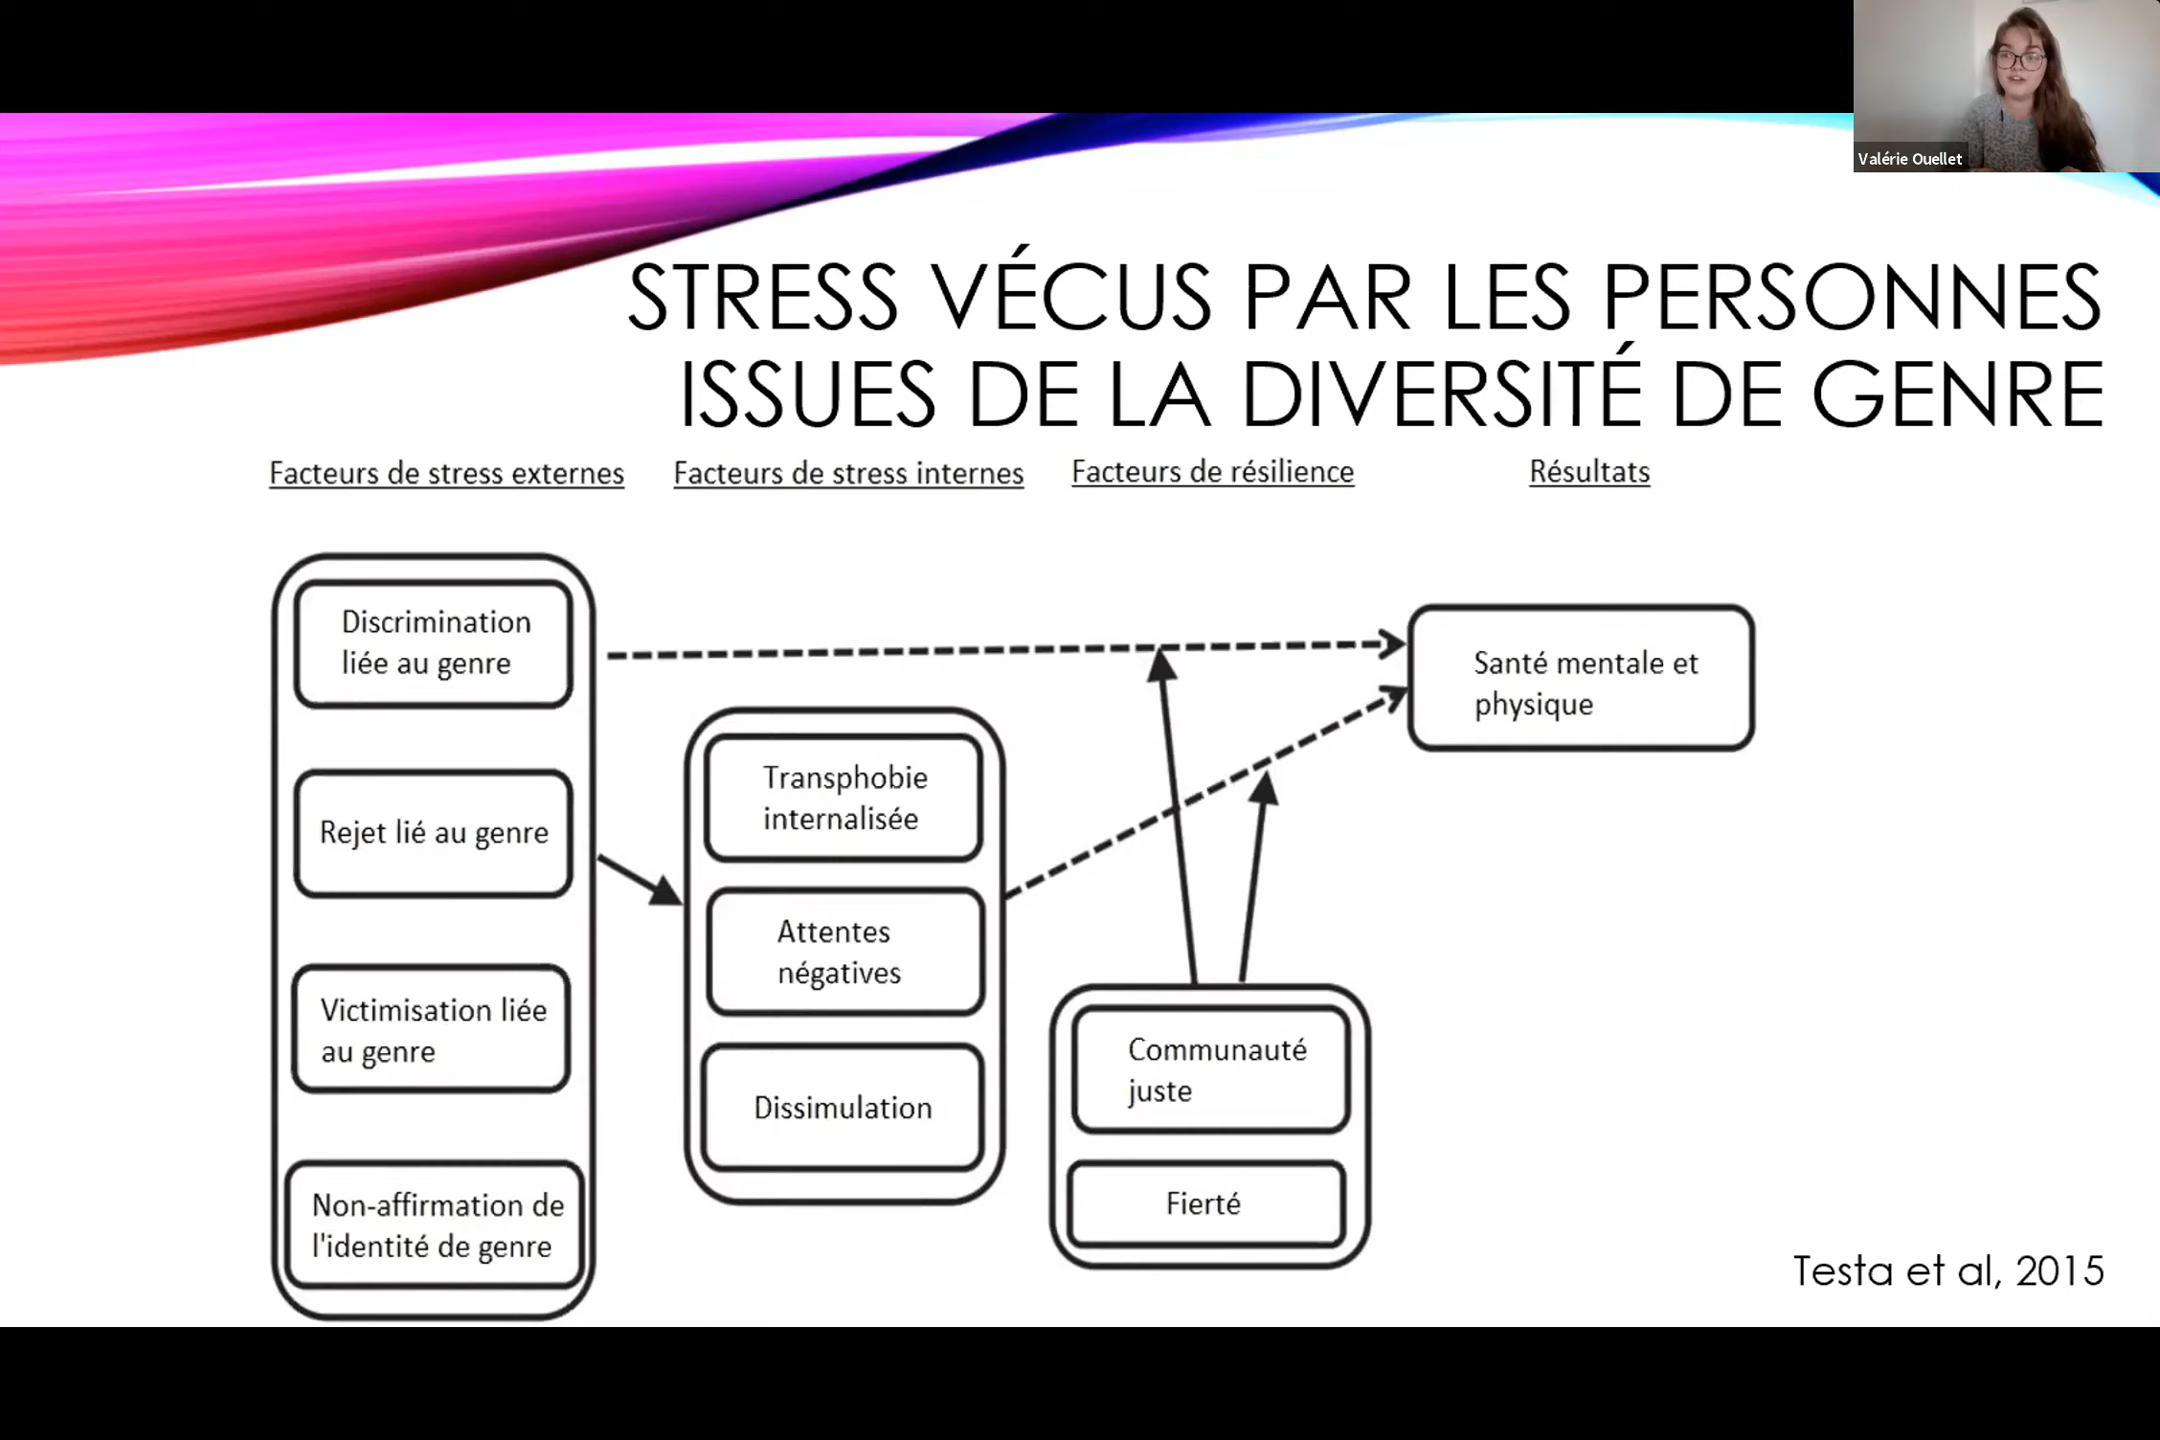 Valérie Ouellet
STRESS VÉCUS PAR LES PERSONNES
ISSUES DE LA DIVERSITÉ DE GENRE
Facteurs de stress externes
Facteurs de stress internes
Facteurs de résilience
Résultats
Discrimination
liée au genre
Rejet lié au genre
Victimisation liée
au genre
Non-affirmation de
l'identité de genre
Transphobie
internalisée
Attentes
négatives
Dissimulation
Communauté
juste
Fierté
Santé mentale et
physique
Testa et al, 2015